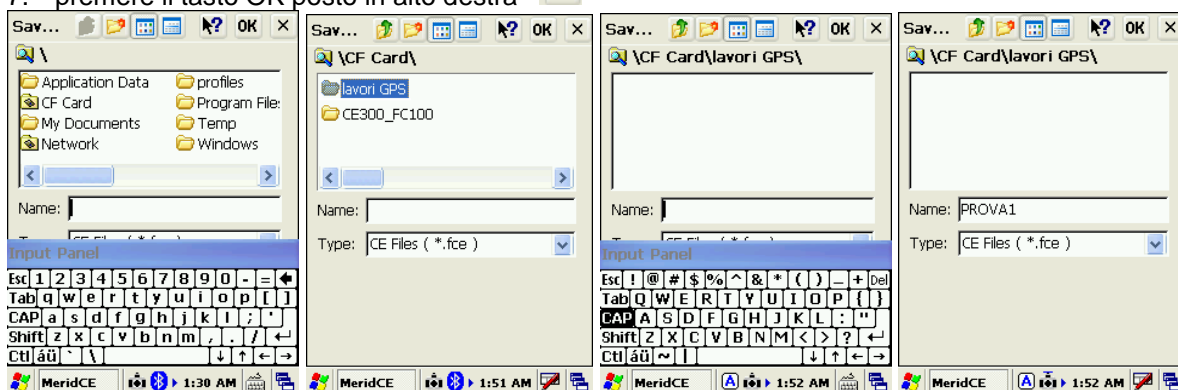 7. premere il tasto OK posto in alto destra
Sav... ? OK ×
\
Application Data profiles
CF Card Program File:
My Documents Temp
Network Windows
Name:
Input Panel
Esc 1 2 3 4 5 6 7 8 9 0 - =
Tab q w e r t y u i o p [ ]
CAP a s d f g h j k l ; '
Shift z x c v b n m , . /
Ctl áü ` \
MeridCE 1:30 AM
Sav... ? OK ×
\CF Card\
lavori GPS
CE300_FC100
Name:
Type: CE Files ( *.fce )
MeridCE 1:51 AM
Sav... ? OK ×
\CF Card\lavori GPS\
Name:
Input Panel
Esc ! @ # $ % ^ & * ( ) _ + Del
Tab Q W E R T Y U I O P { }
CAP A S D F G H J K L : "
Shift Z X C V B N M < > ?
Ctl áü ~ |
MeridCE A 1:52 AM
Sav... ? OK ×
\CF Card\lavori GPS\
Name: PROVA1
Type: CE Files ( *.fce )
MeridCE A 1:52 AM